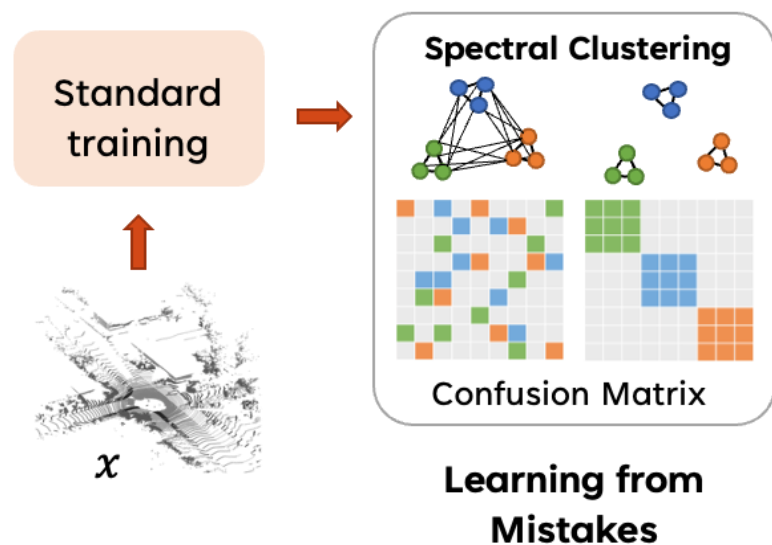 Standard
training
x
Spectral Clustering
Confusion Matrix
Learning from
Mistakes